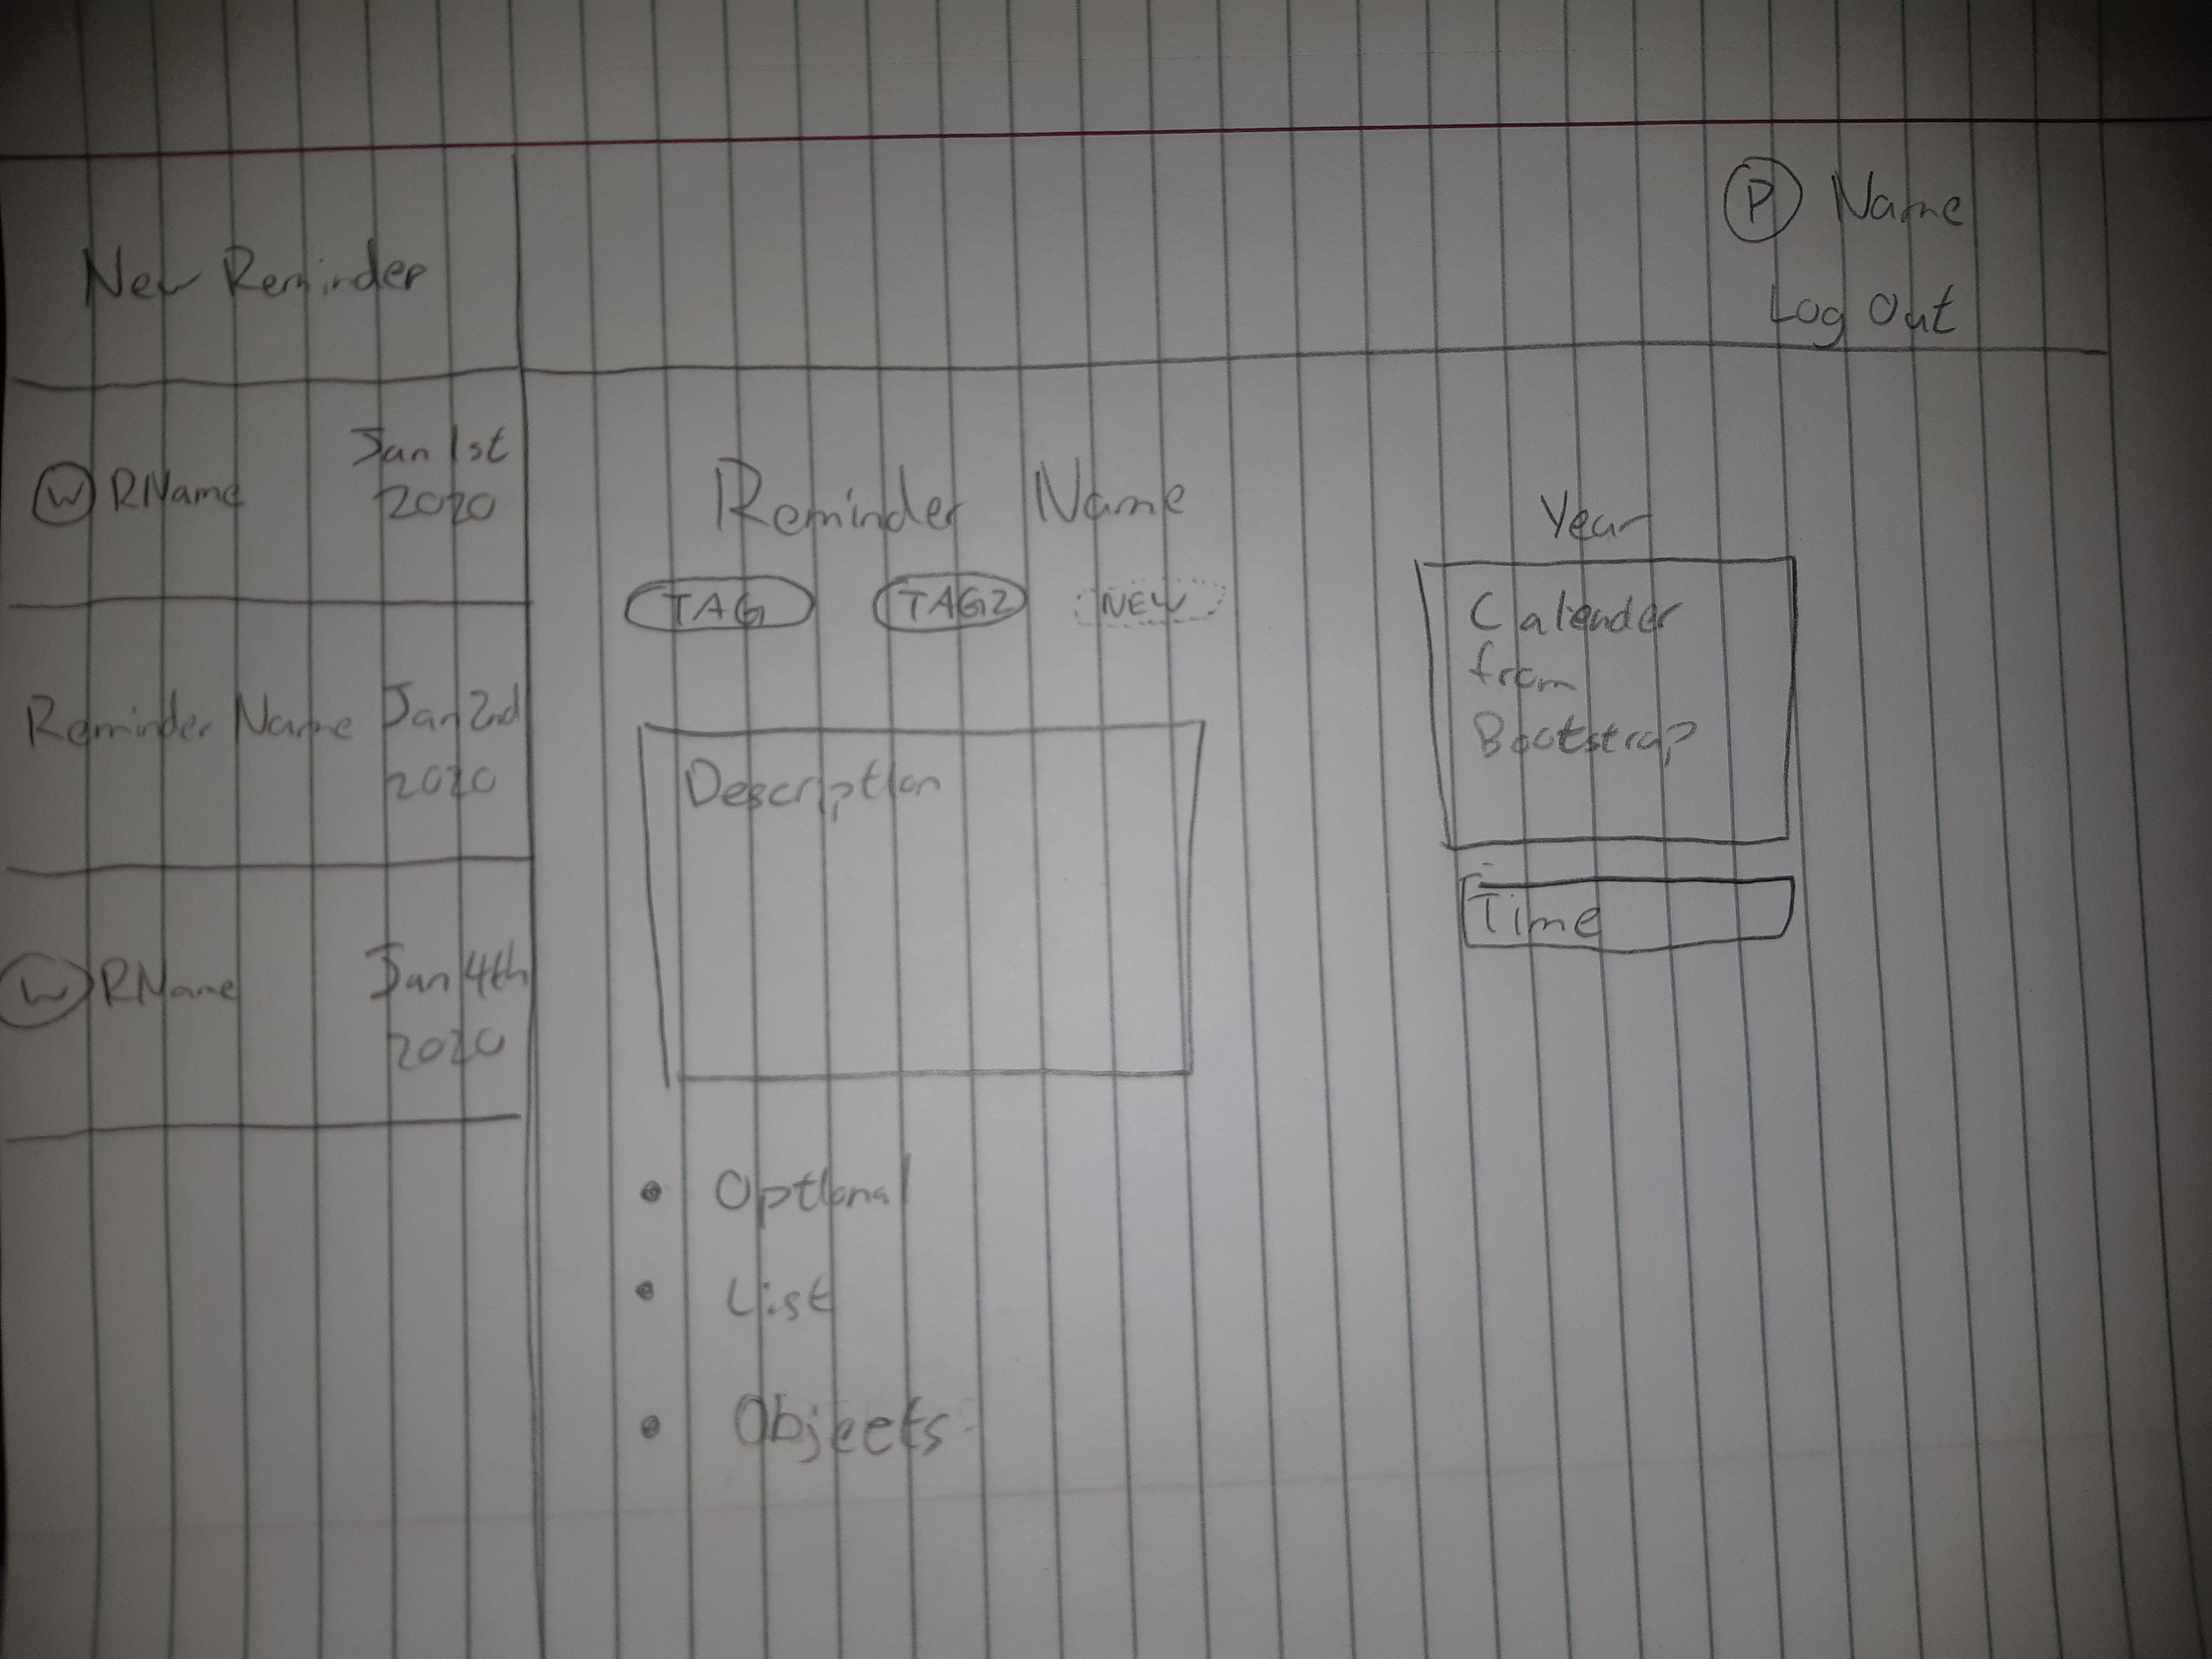 New Reminder
P Name
Log Out
W RName Jan 1st
2020
Reminder Name Jan 2nd
2020
W RName Jan 4th
2020
Reminder Name
TAG TAG2 NEW
Description
• Optional
• List
• Objects
Year
Calender
from
Bootstrap
Time